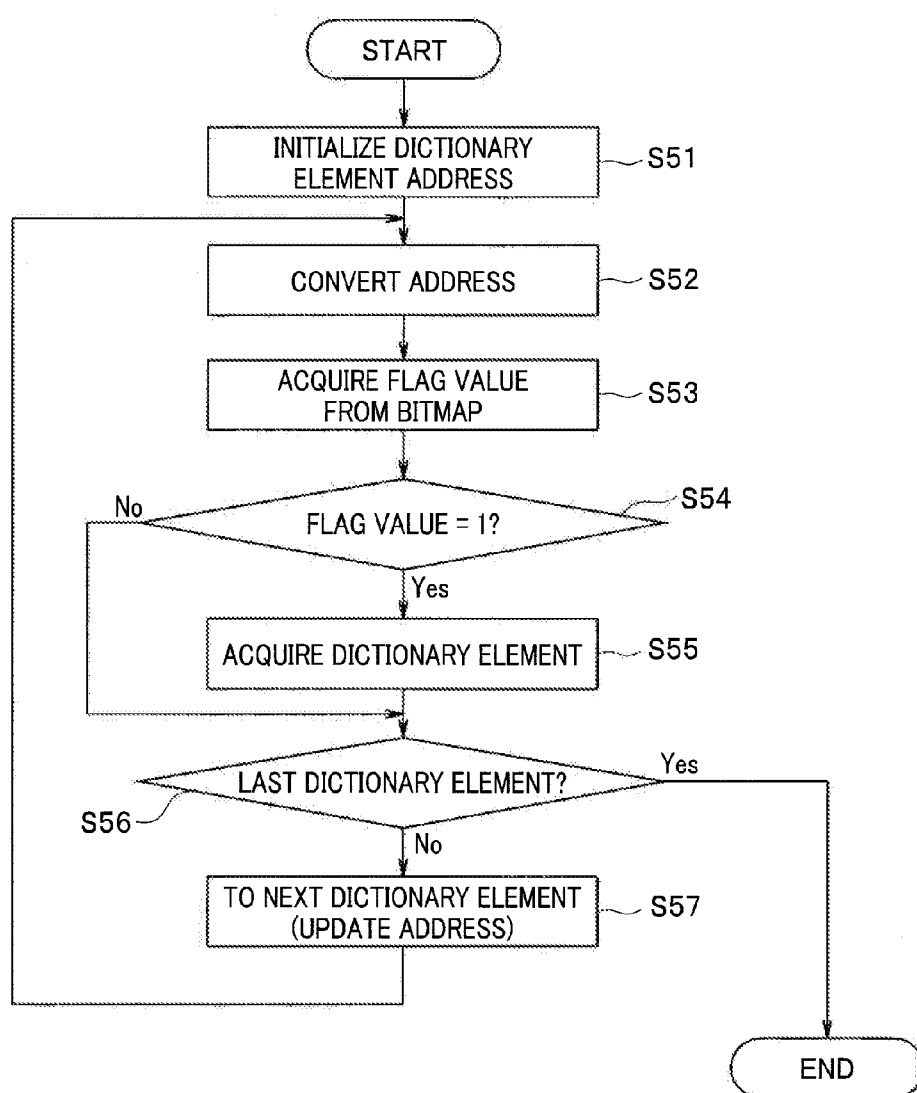 START
INITIALIZE DICTIONARY
ELEMENT ADDRESS
S51
CONVERT ADDRESS
S52
ACQUIRE FLAG VALUE
FROM BITMAP
S53
S54
No
FLAG VALUE = 1?
Yes
ACQUIRE DICTIONARY ELEMENT
S55
LAST DICTIONARY ELEMENT?
Yes
S56
No
TO NEXT DICTIONARY ELEMENT
(UPDATE ADDRESS)
S57
END